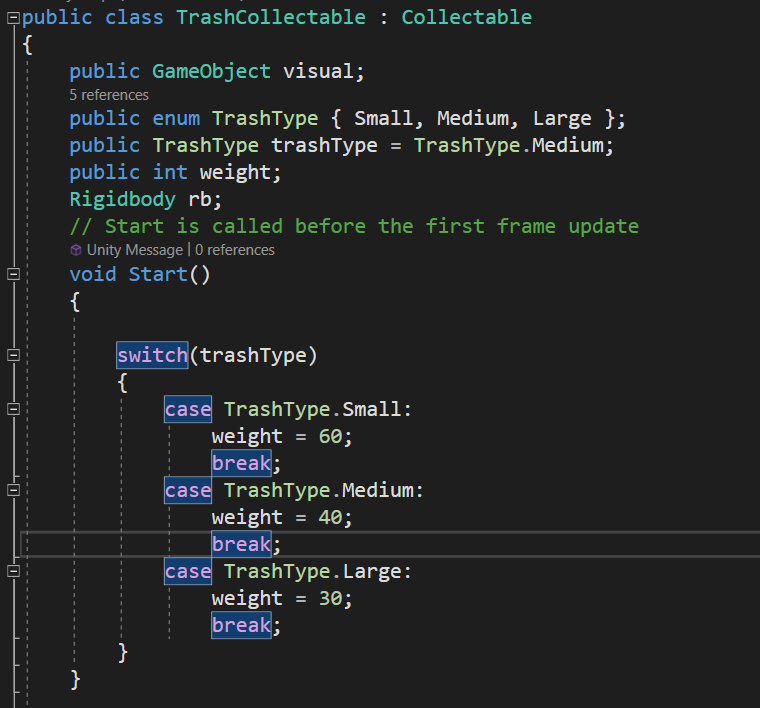 public class TrashCollectable : Collectable
{
public GameObject visual;
5 references
public enum TrashType { Small, Medium, Large };
public TrashType trashType = TrashType.Medium;
public int weight;
Rigidbody rb;
// Start is called before the first frame update
Unity Message | 0 references
void Start()
{
switch(trashType)
{
case TrashType.Small:
weight = 60;
break;
case TrashType.Medium:
weight = 40;
break;
case TrashType.Large:
weight = 30;
break;
}
}